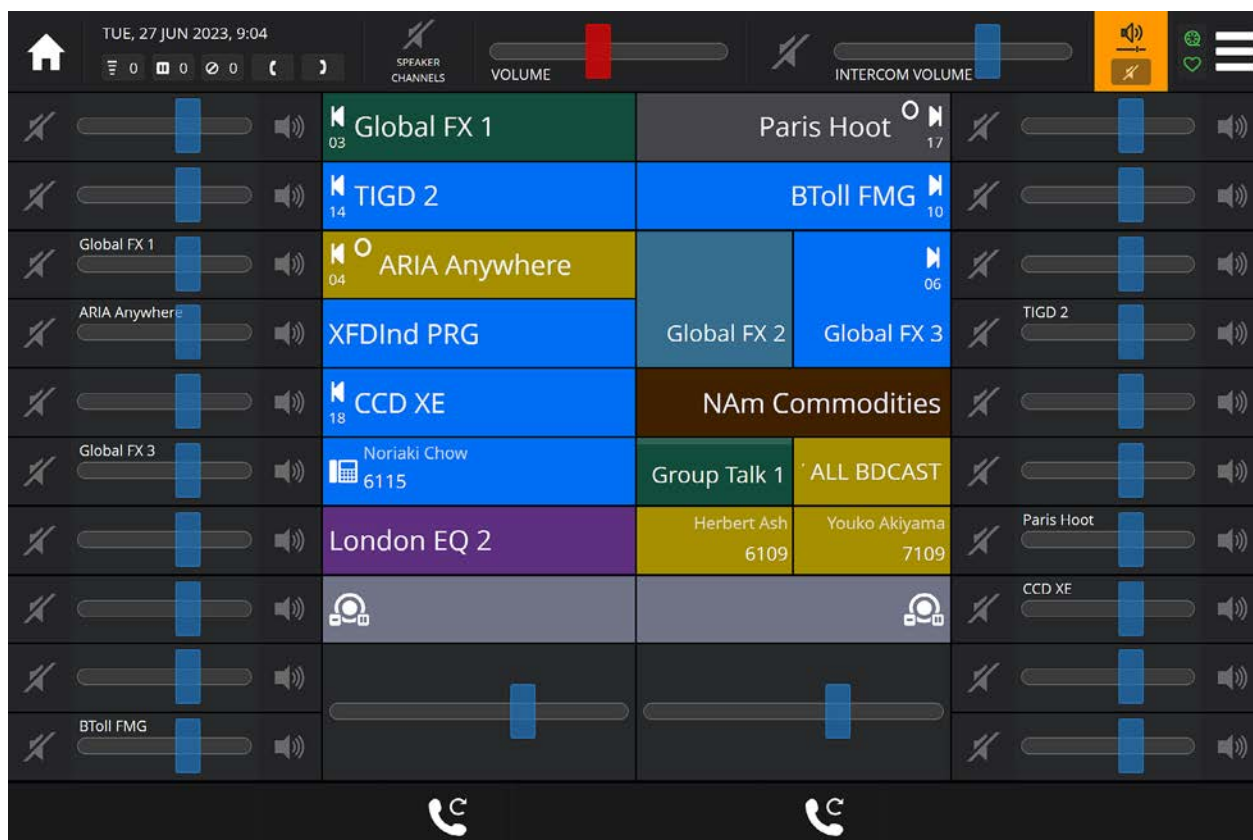 TUE, 27 JUN 2023, 9:04
0 0 0
SPEAKER
CHANNELS
VOLUME
INTERCOM VOLUME
03 Global FX 1
Paris Hoot 17
14 TIGD 2
BToll FMG 10
Global FX 1
04 ARIA Anywhere
06
ARIA Anywhere
XFDInd PRG
Global FX 2
Global FX 3
TIGD 2
18 CCD XE
NAm Commodities
Global FX 3
Noriaki Chow
6115
Group Talk 1
ALL BDCAST
London EQ 2
Herbert Ash
6109
Youko Akiyama
7109
Paris Hoot
CCD XE
BToll FMG